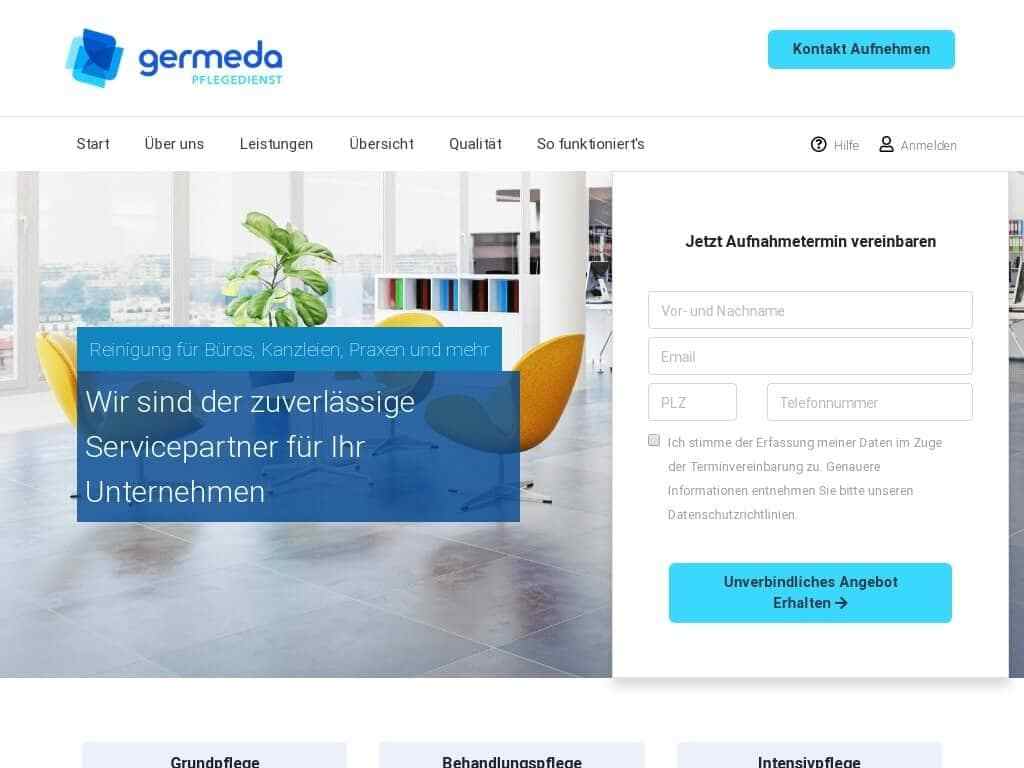 germeda
PFLEGEDIENST
Kontakt Aufnehmen
Start
Über uns
Leistungen
Übersicht
Qualität
So funktioniert's
Hilfe
Anmelden
Reinigung für Büros, Kanzleien, Praxen und mehr
Wir sind der zuverlässige
Servicepartner für Ihr
Unternehmen
Jetzt Aufnahmetermin vereinbaren
Vor- und Nachname
Email
PLZ
Telefonnummer
Ich stimme der Erfassung meiner Daten im Zuge
der Terminvereinbarung zu. Genauere
Informationen entnehmen Sie bitte unseren
Datenschutzrichtlinien.
Unverbindliches Angebot
Erhalten →
Grundpflege
Behandlungspflege
Intensivpflege